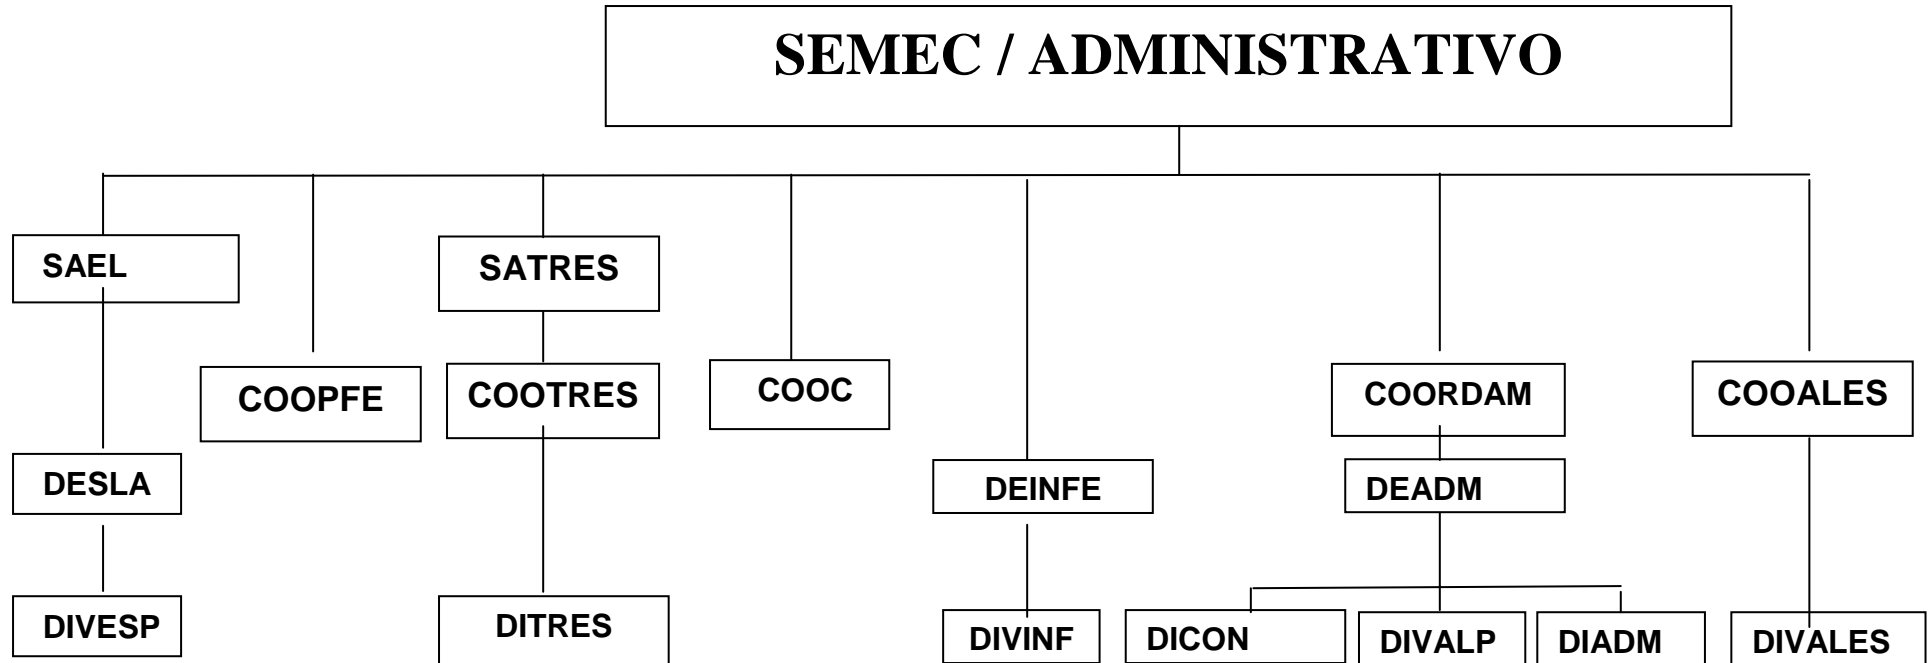 SEMEC / ADMINISTRATIVO
SAEL
SATRES
COOPFE
COOTRES
COOC
COORDAM
COOALES
DESLA
DEINFE
DEADM
DIVESP
DITRES
DIVINF
DICON
DIVALP
DIADM
DIVALES